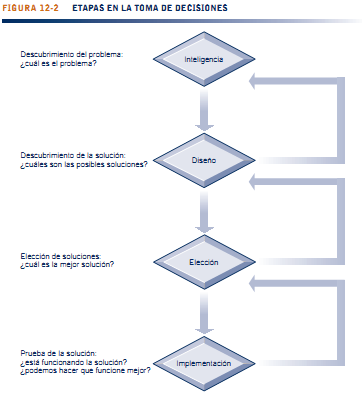 FIGURA 12-2 ETAPAS EN LA TOMA DE DECISIONES
Descubrimiento del problema:
¿cuál es el problema?
Inteligencia
Descubrimiento de la solución:
¿cuáles son las posibles soluciones?
Diseño
Elección de soluciones:
¿cuál es la mejor solución?
Elección
Prueba de la solución:
¿está funcionando la solución?
¿podemos hacer que funcione mejor?
Implementación